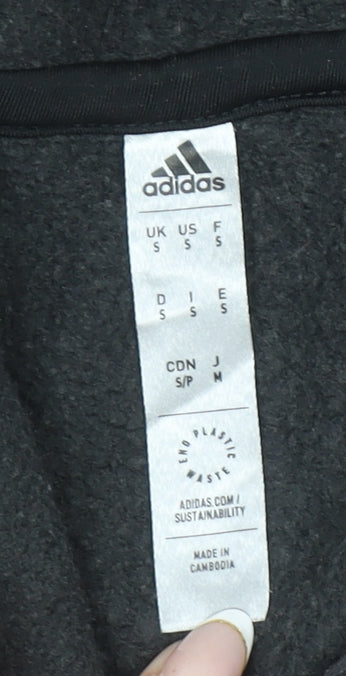 adidas
UK US F
S S S
D I E
S S S
CDN J
S/P M
END PLASTIC WASTE
ADIDAS.COM/
SUSTAINABILITY
MADE IN
CAMBODIA